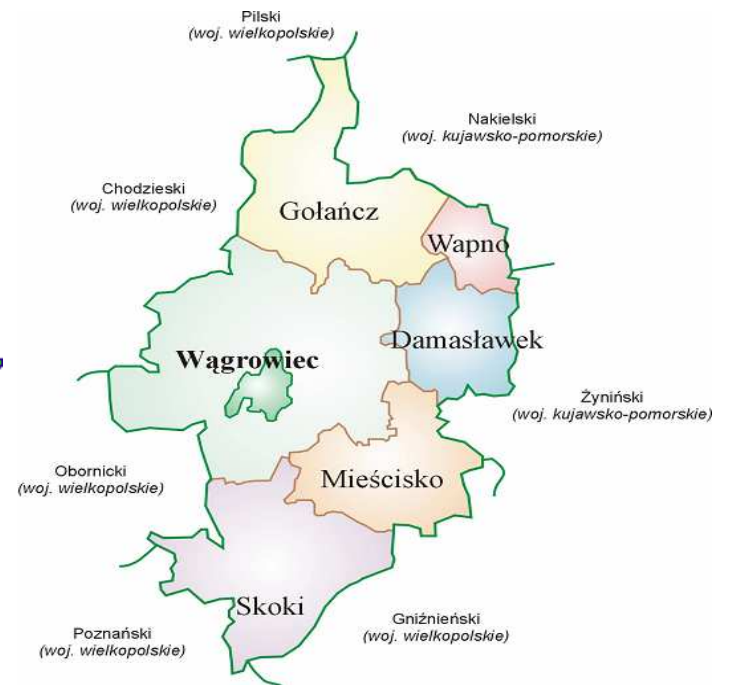 Pilski
(woj. wielkopolskie)
Nakielski
(woj. kujawsko-pomorskie)
Chodzieski
(woj. wielkopolskie)
Gołańcz
Wapno
Damasławek
Wągrowiec
Żyniński
(woj. kujawsko-pomorskie)
Obornicki
(woj. wielkopolskie)
Mieścisko
Skoki
Gniźnieński
(woj. wielkopolskie)
Poznański
(woj. wielkopolskie)